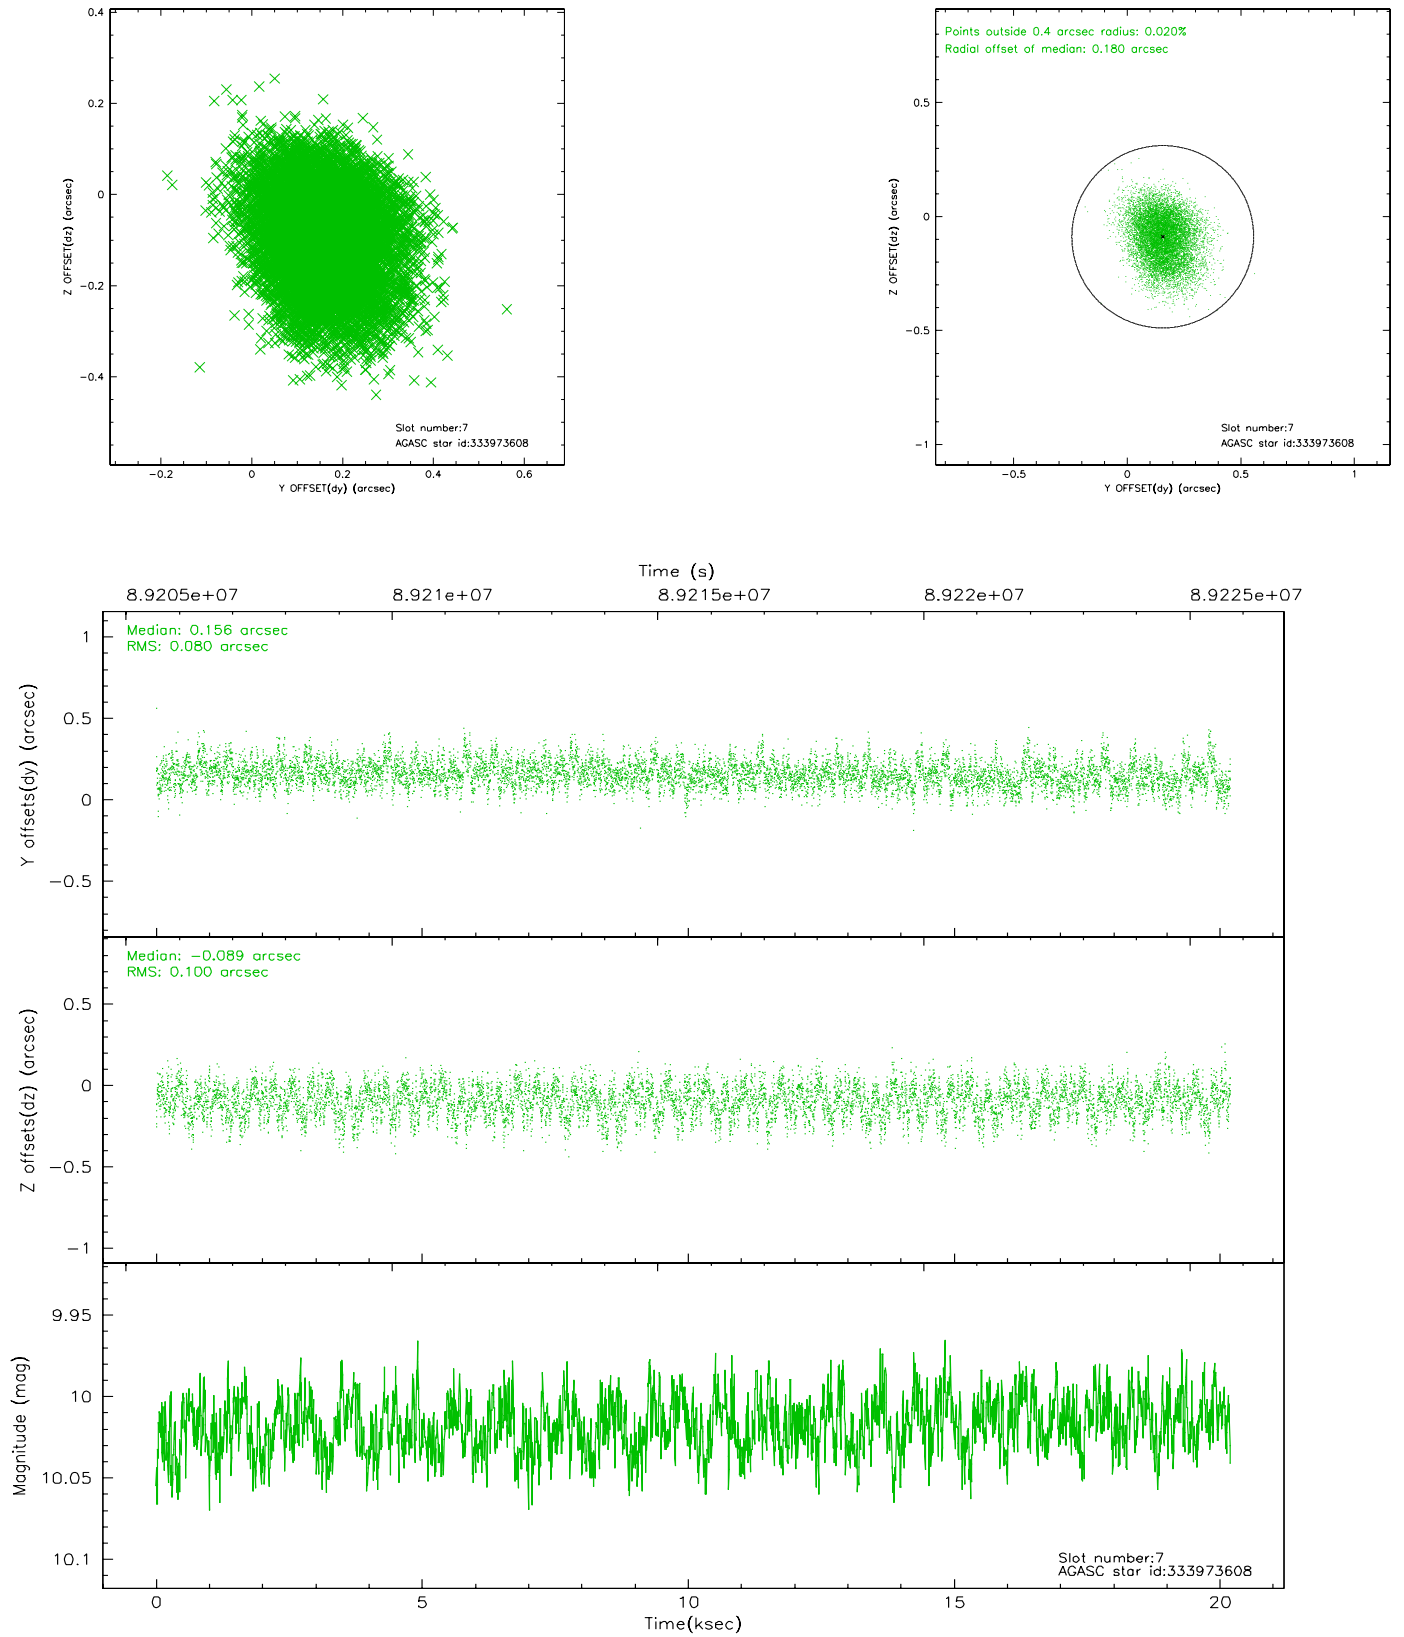 0.4
0.2
0
−0.2
−0.4
Z OFFSET(dz) (arcsec)
Slot number:7
AGASC star id:333973608
−0.2 0 0.2 0.4 0.6
Y OFFSET(dy) (arcsec)
Points outside 0.4 arcsec radius: 0.020%
Radial offset of median: 0.180 arcsec
0.5
0
−0.5
−1
Z OFFSET(dz) (arcsec)
Slot number:7
AGASC star id:333973608
−0.5 0 0.5 1
Y OFFSET(dy) (arcsec)
Time (s)
8.9205e+07 8.921e+07 8.9215e+07 8.922e+07 8.9225e+07
Median: 0.156 arcsec
RMS: 0.080 arcsec
1
0.5
0
−0.5
Y offsets(dy) (arcsec)
Median: −0.089 arcsec
RMS: 0.100 arcsec
0.5
0
−0.5
−1
Z offsets(dz) (arcsec)
9.95
10
10.05
10.1
Magnitude (mag)
Slot number:7
AGASC star id:333973608
0 5 10 15 20
Time(ksec)